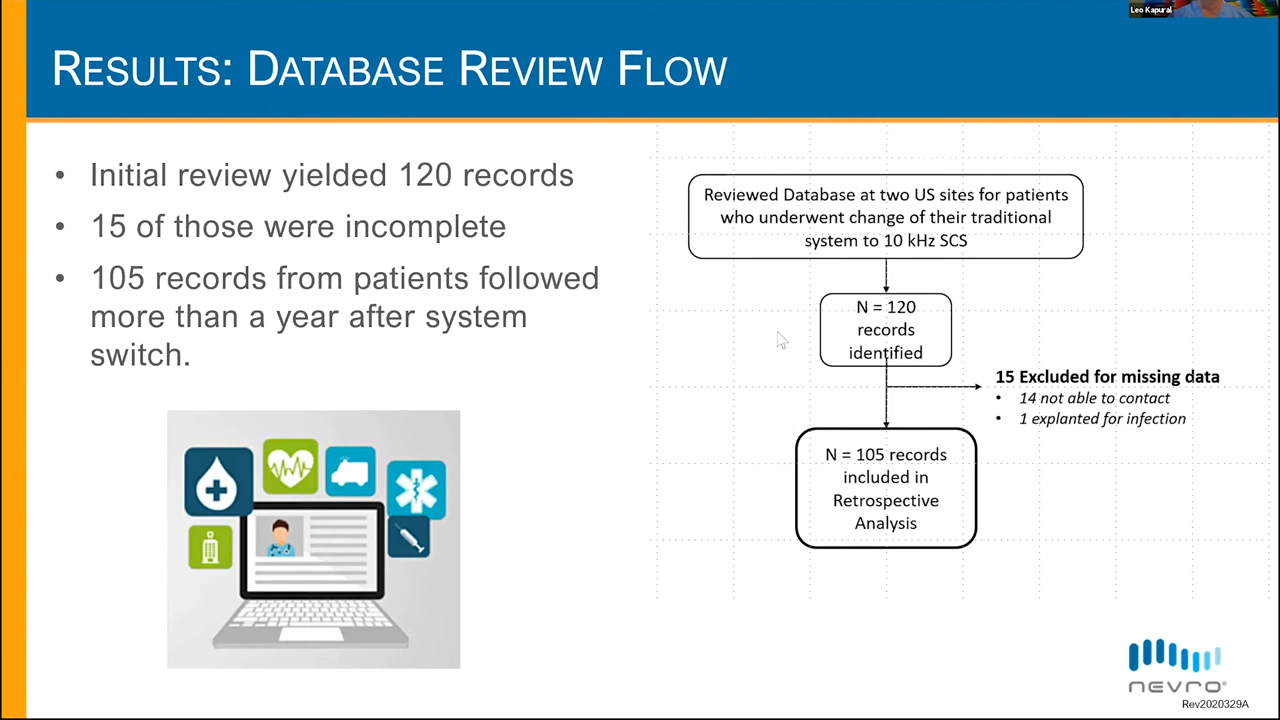 Leo Kapural
RESULTS: DATABASE REVIEW FLOW
• Initial review yielded 120 records
• 15 of those were incomplete
• 105 records from patients followed
more than a year after system
switch.
Reviewed Database at two US sites for patients
who underwent change of their traditional
system to 10 kHz SCS
N = 120
records
identified
15 Excluded for missing data
• 14 not able to contact
• 1 explanted for infection
N = 105 records
included in
Retrospective
Analysis
nevro®
Rev2020329A